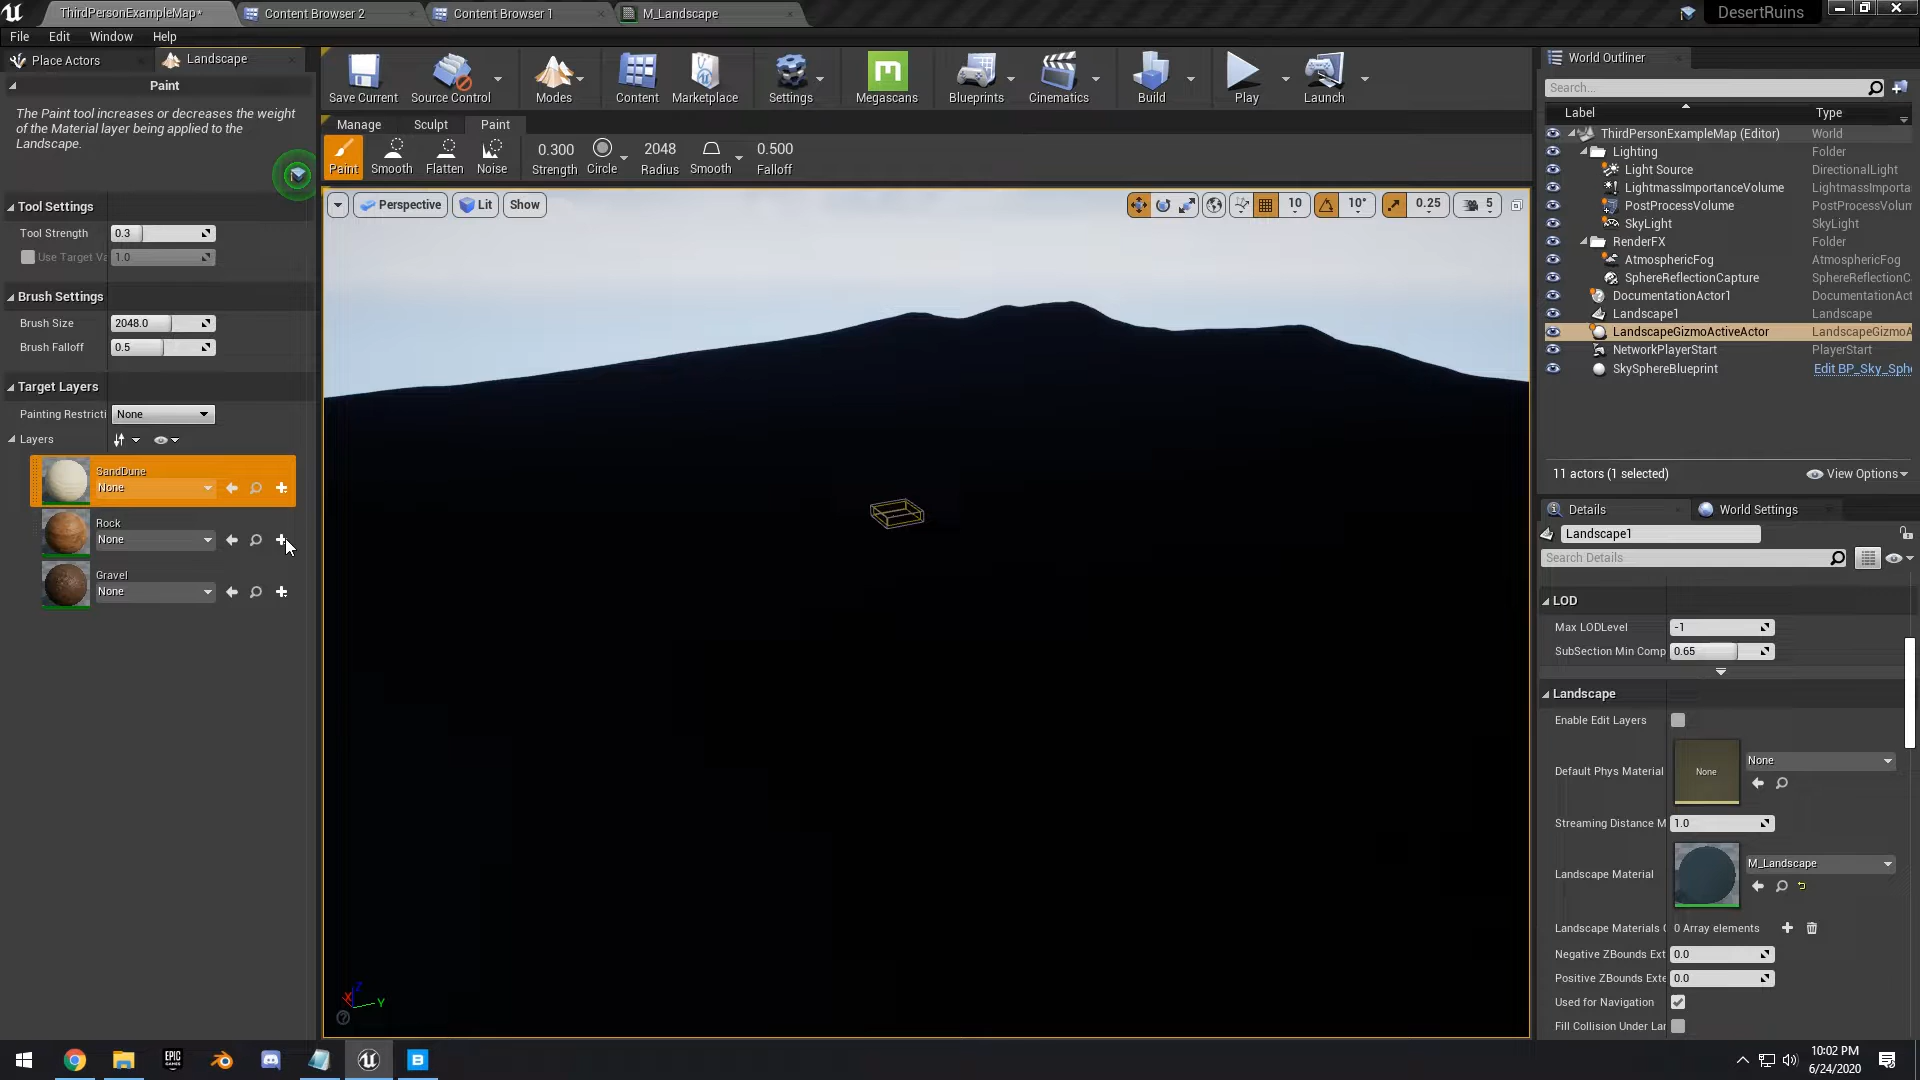 ThirdPersonExampleMap*
Content Browser 2
Content Browser 1
M_Landscape
DesertRuins
File
Edit
Window
Help
Place Actors
Landscape
Paint
The Paint tool increases or decreases the weight
of the Material layer being applied to the
Landscape.
Tool Settings
Tool Strength
0.3
Use Target Va
1.0
Brush Settings
Brush Size
2048.0
Brush Falloff
0.5
Target Layers
Painting Restricti
None
Layers
SandDune
None
Rock
None
Gravel
None
Save Current
Source Control
Modes
Content
Marketplace
Settings
Megascans
Blueprints
Cinematics
Build
Play
Launch
Manage
Sculpt
Paint
Paint
Smooth
Flatten
Noise
0.300
Strength
Circle
2048
Radius
Smooth
0.500
Falloff
Perspective
Lit
Show
10
10°
0.25
5
X
Z
Y
World Outliner
Search...
Label
Type
ThirdPersonExampleMap (Editor)
World
Lighting
Folder
Light Source
DirectionalLight
LightmassImportanceVolume
LightmassImporta
PostProcessVolume
PostProcessVolum
SkyLight
SkyLight
RenderFX
Folder
AtmosphericFog
AtmosphericFog
SphereReflectionCapture
SphereReflectionC
DocumentationActor1
DocumentationAct
Landscape1
Landscape
LandscapeGizmoActiveActor
LandscapeGizmoA
NetworkPlayerStart
PlayerStart
SkySphereBlueprint
Edit BP_Sky_Sphe
11 actors (1 selected)
View Options
Details
World Settings
Landscape1
Search Details
LOD
Max LODLevel
-1
SubSection Min Comp
0.65
Landscape
Enable Edit Layers
Default Phys Material
None
None
Streaming Distance M
1.0
Landscape Material
M_Landscape
Landscape Materials O
0 Array elements
Negative ZBounds Ext
0.0
Positive ZBounds Exte
0.0
Used for Navigation
Fill Collision Under Lar
EPIC
GAMES
B
10:02 PM
6/24/2020